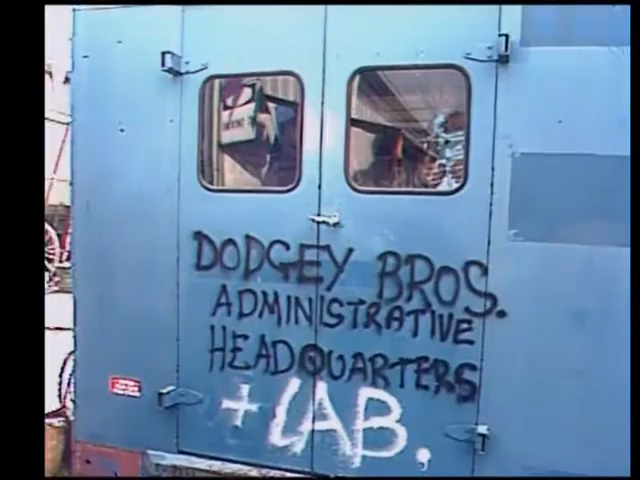 DODGEY BROS.
ADMINISTRATIVE
HEADQUARTERS
+ LAB.